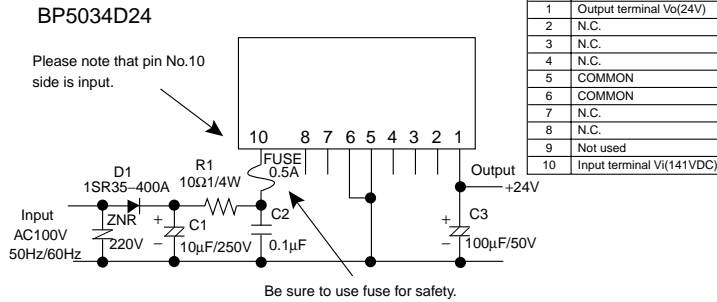 BP5034D24
Please note that pin No.10
side is input.
1 Output terminal Vo(24V)
2 N.C.
3 N.C.
4 N.C.
5 COMMON
6 COMMON
7 N.C.
8 N.C.
9 Not used
10 Input terminal Vi(141VDC)
10 8 7 6 5 4 3 2 1
FUSE
0.5A
D1
1SR35–400A
R1
10Ω1/4W
Output
+24V
Input
AC100V
50Hz/60Hz
ZNR
220V
+
–
C1
10μF/250V
C2
0.1μF
+
–
C3
100μF/50V
Be sure to use fuse for safety.